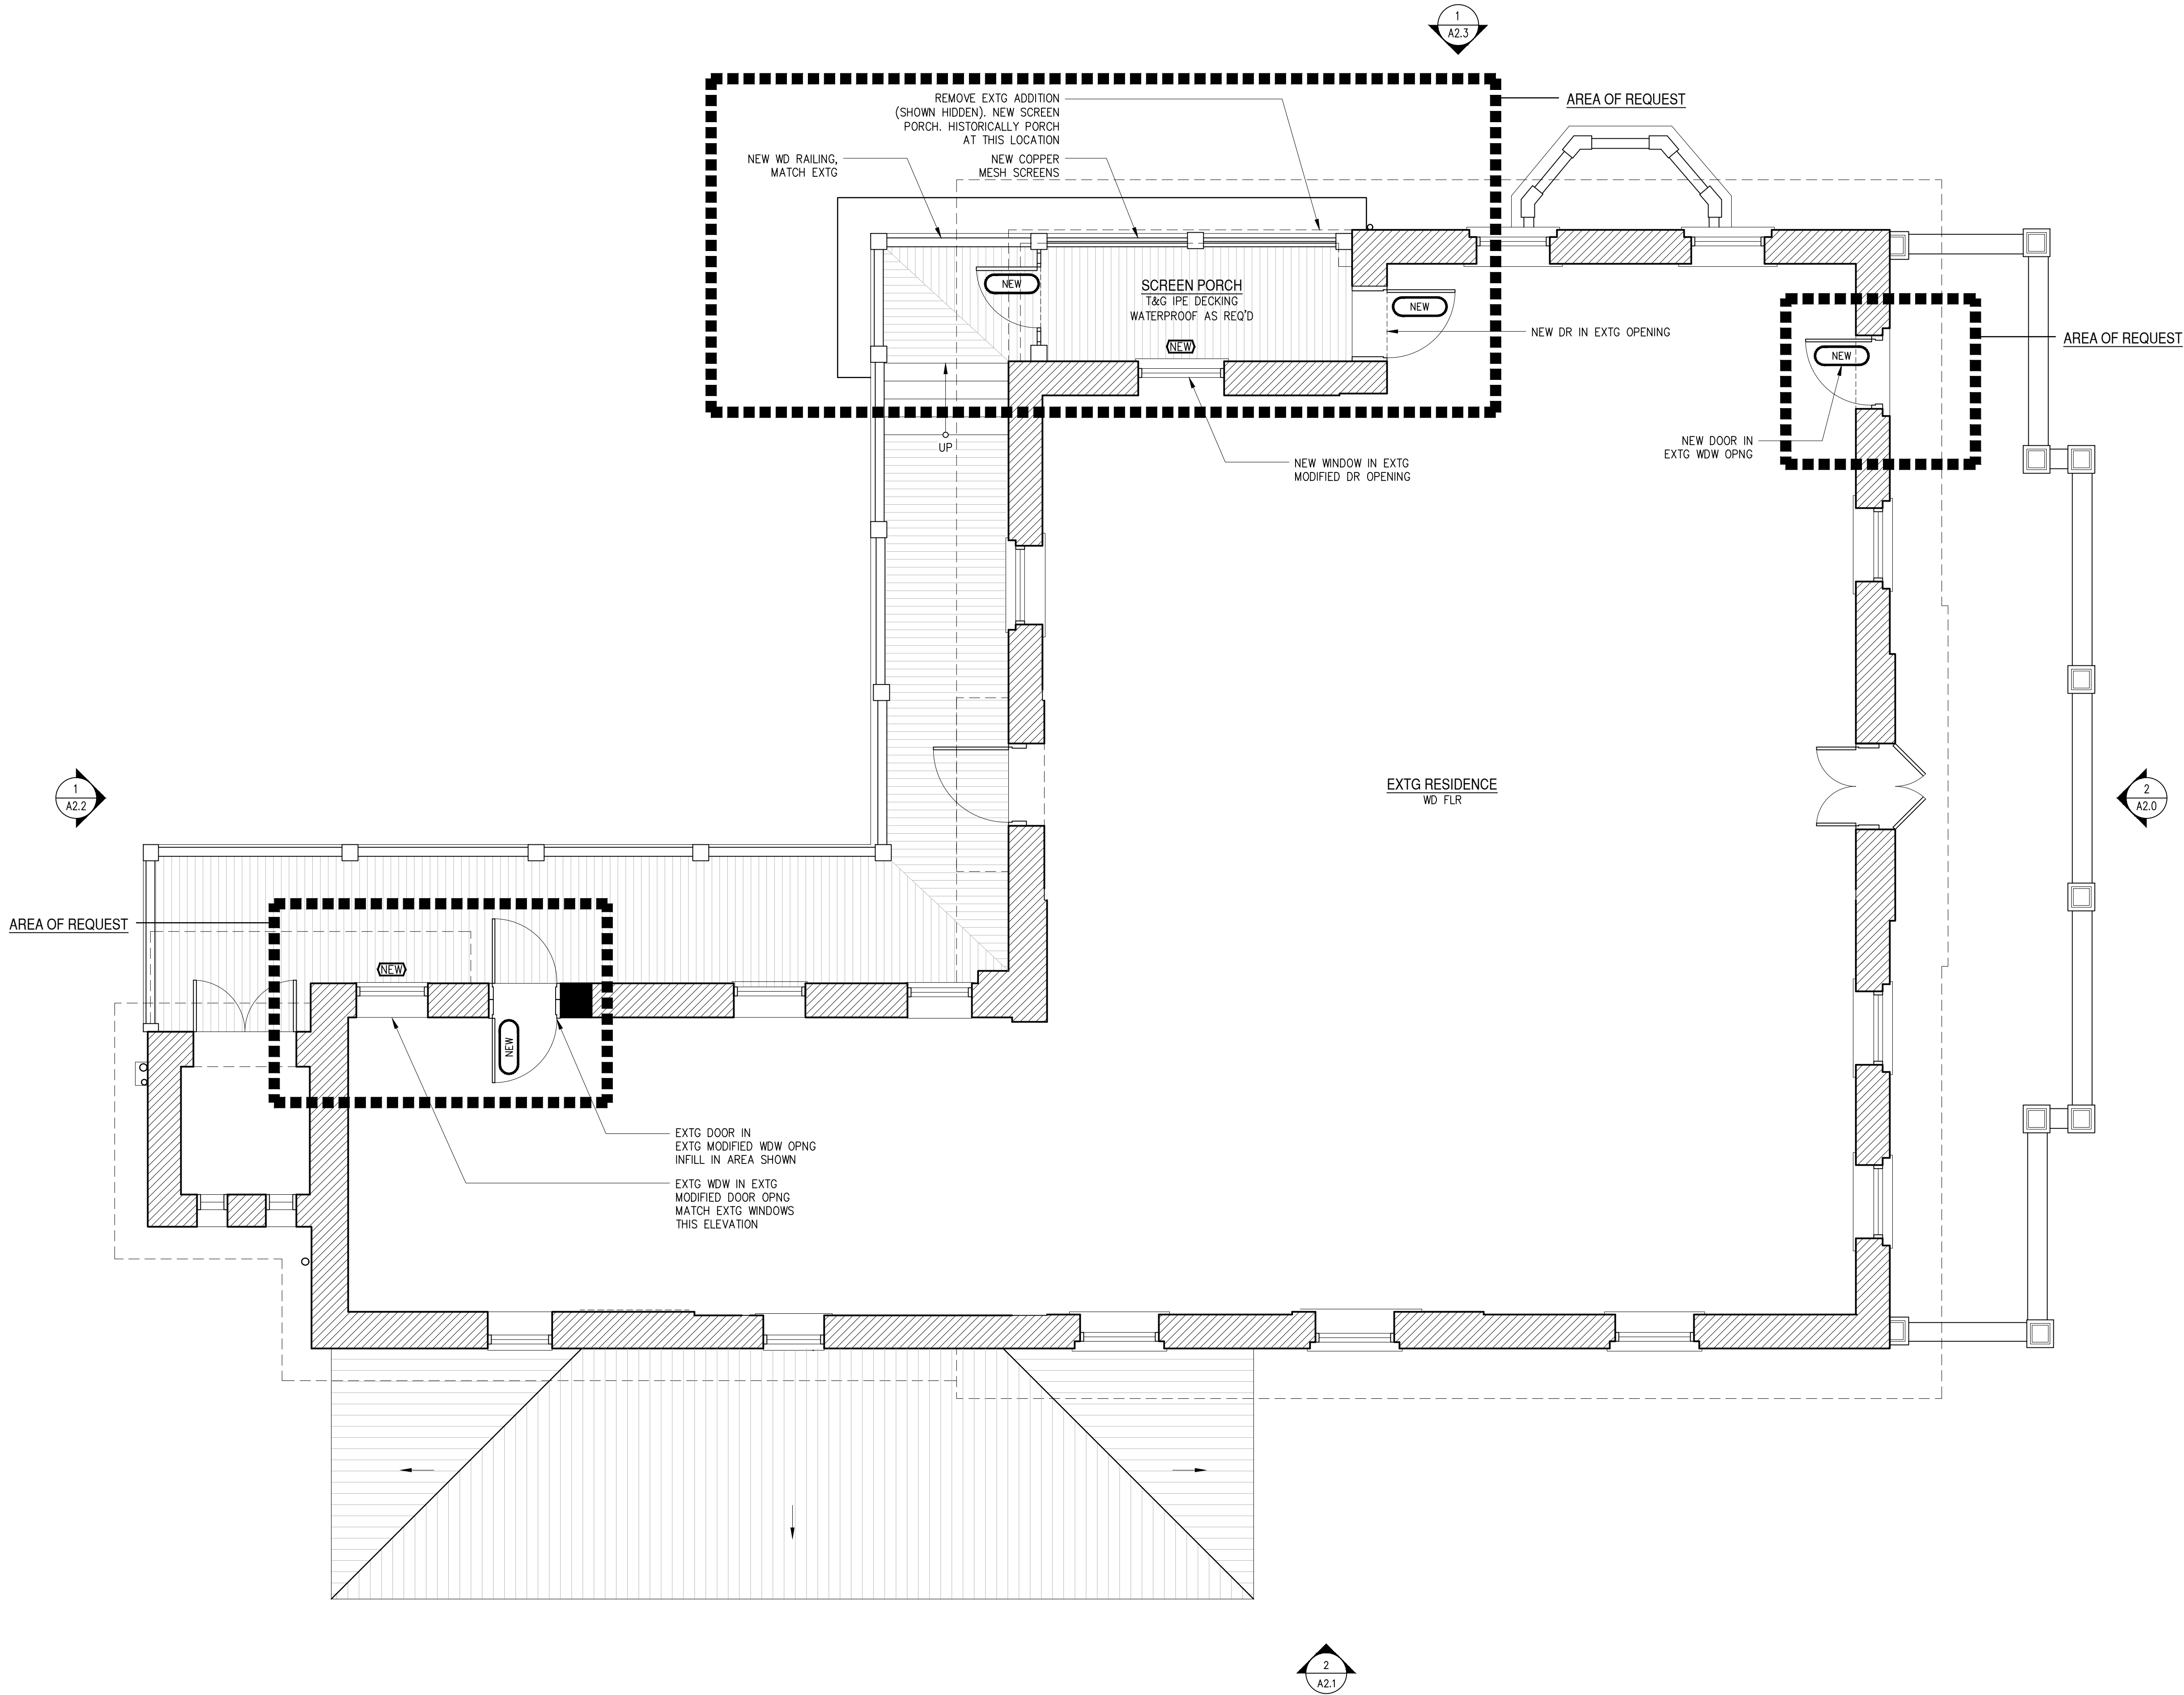 1
A2.3
REMOVE EXTG ADDITION
(SHOWN HIDDEN). NEW SCREEN
PORCH. HISTORICALLY PORCH
AT THIS LOCATION
AREA OF REQUEST
NEW WD RAILING,
MATCH EXTG
NEW COPPER
MESH SCREENS
NEW
SCREEN PORCH
T&G IPE DECKING
WATERPROOF AS REQ'D
NEW
NEW
NEW DR IN EXTG OPENING
AREA OF REQUEST
NEW
UP
NEW WINDOW IN EXTG
MODIFIED DR OPENING
NEW DOOR IN
EXTG WDW OPNG
1
A2.2
EXTG RESIDENCE
WD FLR
2
A2.0
AREA OF REQUEST
NEW
NEW
EXTG DOOR IN
EXTG MODIFIED WDW OPNG
INFILL IN AREA SHOWN
EXTG WDW IN EXTG
MODIFIED DOOR OPNG
MATCH EXTG WINDOWS
THIS ELEVATION
2
A2.1